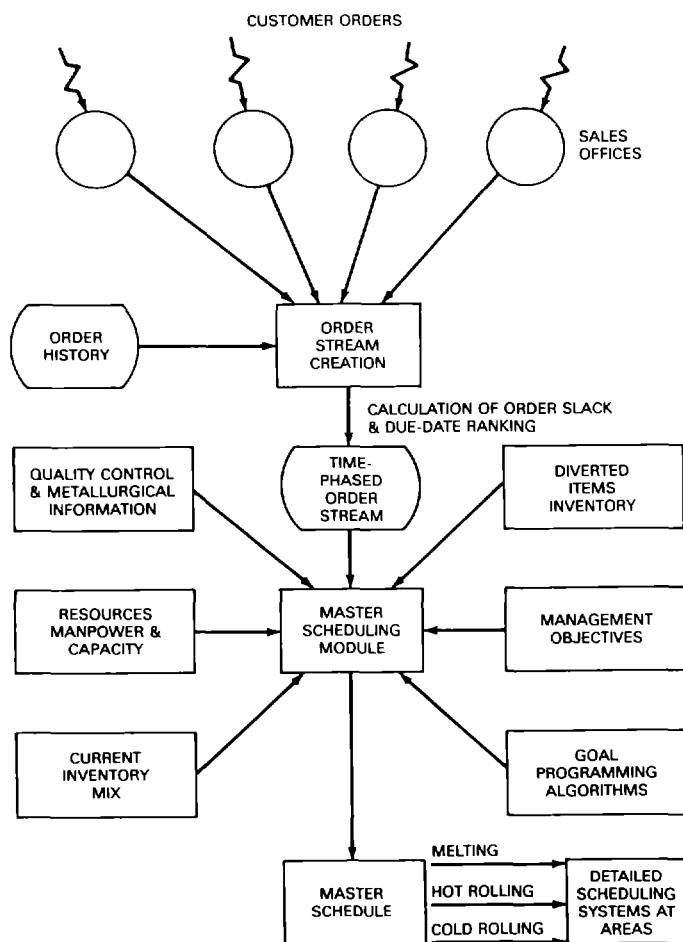 CUSTOMER ORDERS
SALES
OFFICES
ORDER
HISTORY
ORDER
STREAM
CREATION
CALCULATION OF ORDER SLACK
& DUE-DATE RANKING
QUALITY CONTROL
& METALLURGICAL
INFORMATION
TIME-
PHASED
ORDER
STREAM
DIVERTED
ITEMS
INVENTORY
RESOURCES
MANPOWER &
CAPACITY
MASTER
SCHEDULING
MODULE
MANAGEMENT
OBJECTIVES
CURRENT
INVENTORY
MIX
GOAL
PROGRAMMING
ALGORITHMS
MASTER
SCHEDULE
MELTING
HOT ROLLING
COLD ROLLING
DETAILED
SCHEDULING
SYSTEMS AT
AREAS